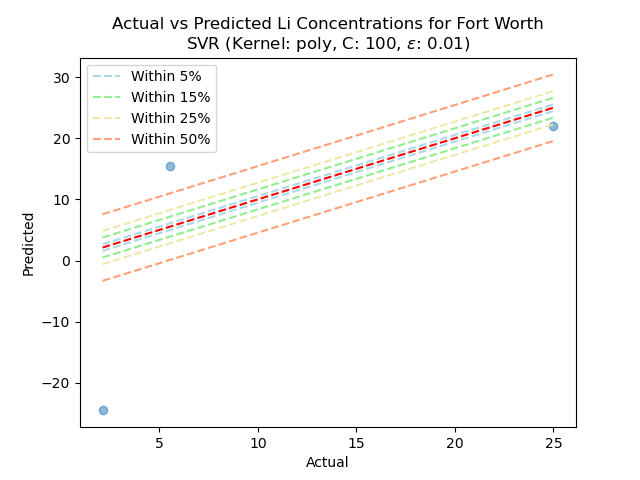 Actual vs Predicted Li Concentrations for Fort Worth
SVR (Kernel: poly, C: 100, ε: 0.01)
Within 5%
Within 15%
Within 25%
Within 50%
30
20
10
0
−10
−20
Predicted
5
10
15
20
25
Actual